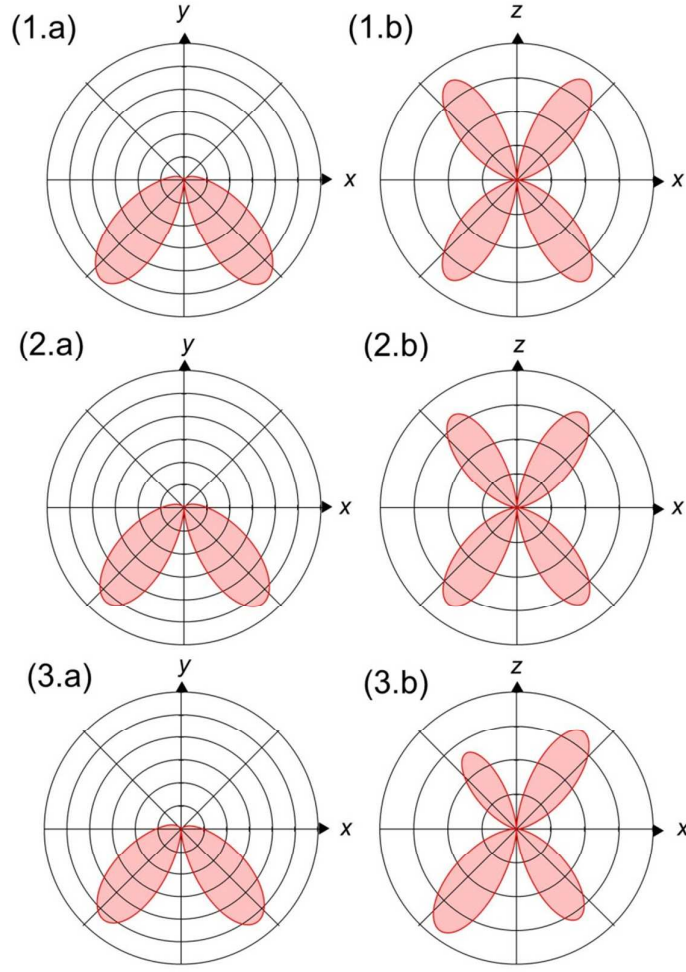 (1.a) y x
(1.b) z x
(2.a) y x
(2.b) z x
(3.a) y x
(3.b) z x